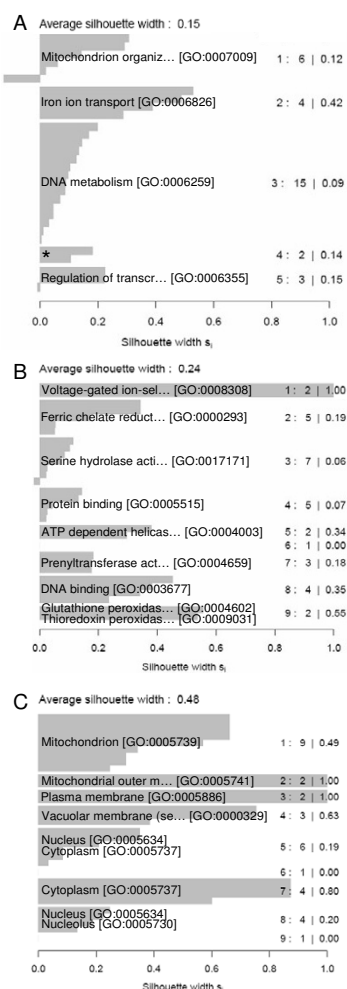 A Average silhouette width : 0.15
Mitochondrion organiz… [GO:0007009] 1 : 6 | 0.12
Iron ion transport [GO:0006826] 2 : 4 | 0.42
DNA metabolism [GO:0006259] 3 : 15 | 0.09
* 4 : 2 | 0.14
Regulation of transcr… [GO:0006355] 5 : 3 | 0.15
0.0 0.2 0.4 0.6 0.8 1.0
Silhouette width si
B Average silhouette width : 0.24
Voltage-gated ion-sel… [GO:0008308] 1 : 2 | 1.00
Ferric chelate reduct… [GO:0000293] 2 : 5 | 0.19
Serine hydrolase acti… [GO:0017171] 3 : 7 | 0.06
Protein binding [GO:0005515] 4 : 5 | 0.07
ATP dependent helicas… [GO:0004003] 5 : 2 | 0.34
6 : 1 | 0.00
Prenyltransferase act… [GO:0004659] 7 : 3 | 0.18
DNA binding [GO:0003677] 8 : 4 | 0.35
Glutathione peroxidas… [GO:0004602] 9 : 2 | 0.55
Thioredoxin peroxidas… [GO:0009031]
0.0 0.2 0.4 0.6 0.8 1.0
Silhouette width si
C Average silhouette width : 0.48
Mitochondrion [GO:0005739] 1 : 9 | 0.49
Mitochondrial outer m… [GO:0005741] 2 : 2 | 1.00
Plasma membrane [GO:0005886] 3 : 2 | 1.00
Vacuolar membrane (se… [GO:0000329] 4 : 3 | 0.63
Nucleus [GO:0005634] 5 : 6 | 0.19
Cytoplasm [GO:0005737]
6 : 1 | 0.00
Cytoplasm [GO:0005737] 7 : 4 | 0.80
Nucleus [GO:0005634] 8 : 4 | 0.20
Nucleolus [GO:0005730]
9 : 1 | 0.00
0.0 0.2 0.4 0.6 0.8 1.0
Silhouette width si